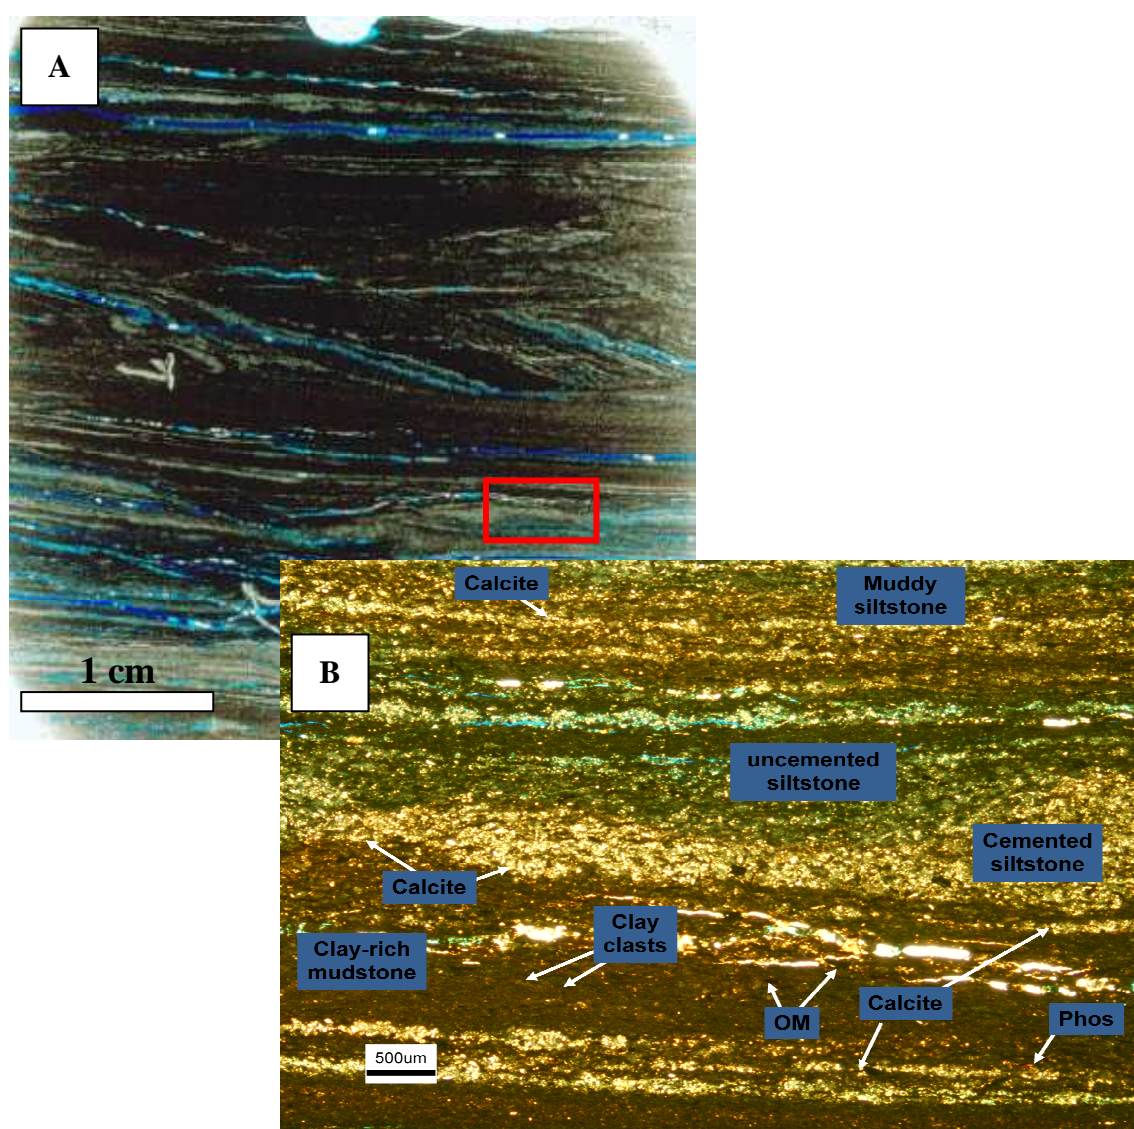 A
1 cm
Calcite
Muddy
siltstone
B
uncemented
siltstone
Cemented
siltstone
Calcite
Clay
clasts
Clay-rich
mudstone
Calcite
OM
Phos
500um